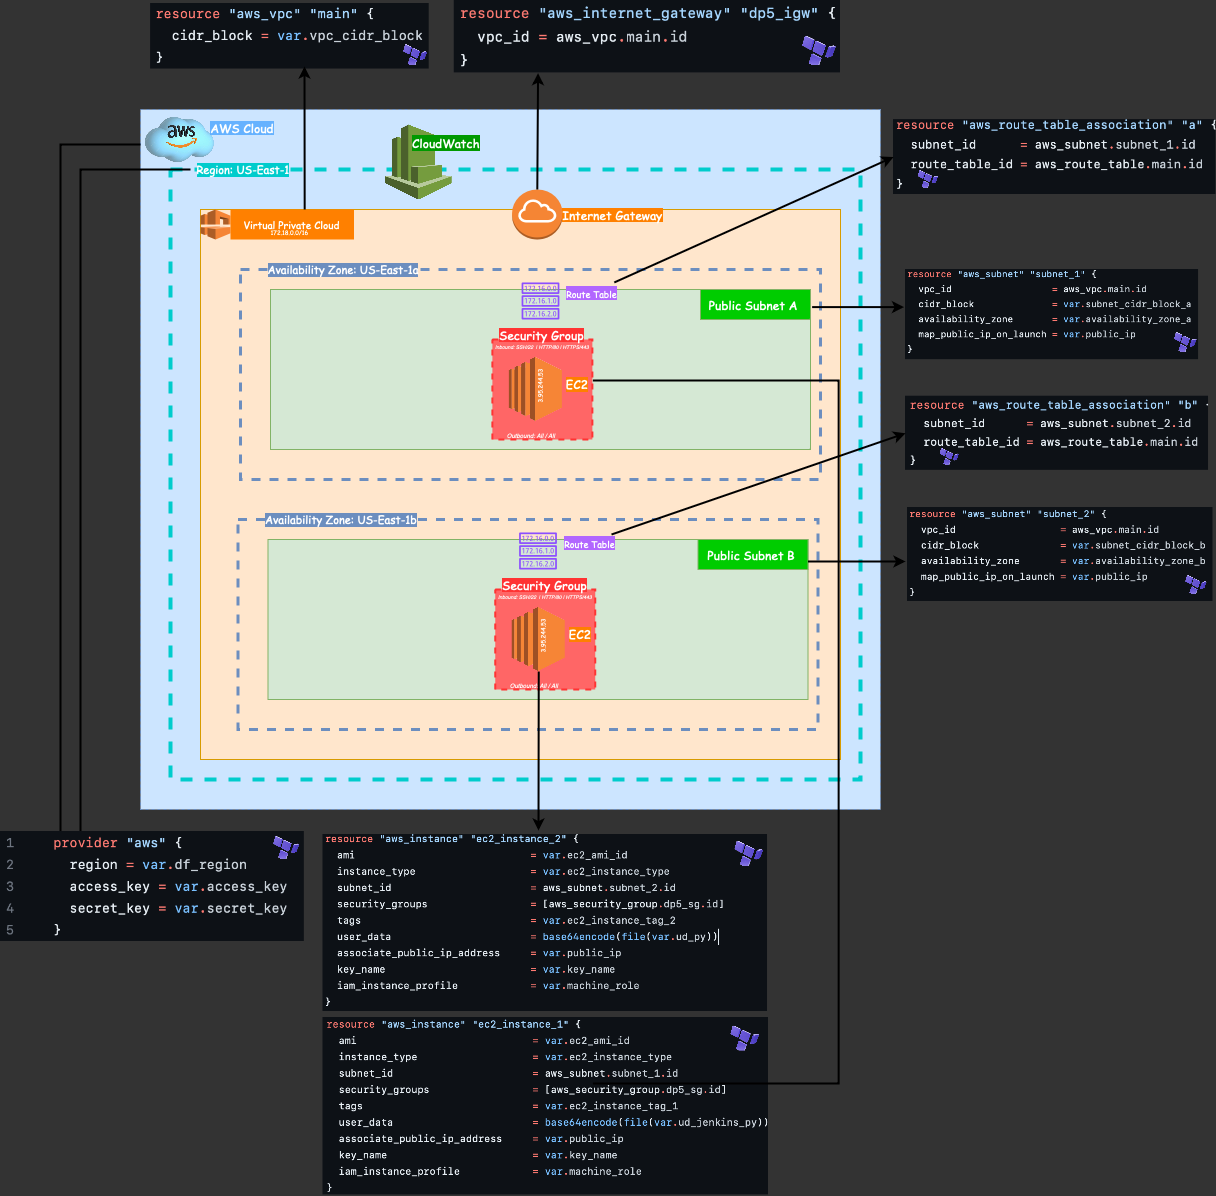 resource "aws_vpc" "main" {
cidr_block = var.vpc_cidr_block
}
resource "aws_internet_gateway" "dp5_igw" {
vpc_id = aws_vpc.main.id
}
aws
AWS Cloud
CloudWatch
Region: US-East-1
Virtual Private Cloud
172.18.0.0/16
Internet Gateway
resource "aws_route_table_association" "a" {
subnet_id = aws_subnet.subnet_1.id
route_table_id = aws_route_table.main.id
}
Availability Zone: US-East-1a
172.16.0.0
172.16.1.0
172.16.2.0
Route Table
Public Subnet A
Security Group
Inbound: SSH/22 | HTTP/80 | HTTPS/443
3.95.244.53
EC2
Outbound: All / All
resource "aws_subnet" "subnet_1" {
vpc_id = aws_vpc.main.id
cidr_block = var.subnet_cidr_block_a
availability_zone = var.availability_zone_a
map_public_ip_on_launch = var.public_ip
}
resource "aws_route_table_association" "b" {
subnet_id = aws_subnet.subnet_2.id
route_table_id = aws_route_table.main.id
}
Availability Zone: US-East-1b
172.16.0.0
172.16.1.0
172.16.2.0
Route Table
Public Subnet B
Security Group
Inbound: SSH/22 | HTTP/80 | HTTPS/443
3.95.244.53
EC2
Outbound: All / All
resource "aws_subnet" "subnet_2" {
vpc_id = aws_vpc.main.id
cidr_block = var.subnet_cidr_block_b
availability_zone = var.availability_zone_b
map_public_ip_on_launch = var.public_ip
}
1 provider "aws" {
2 region = var.df_region
3 access_key = var.access_key
4 secret_key = var.secret_key
5 }
resource "aws_instance" "ec2_instance_2" {
ami = var.ec2_ami_id
instance_type = var.ec2_instance_type
subnet_id = aws_subnet.subnet_2.id
security_groups = [aws_security_group.dp5_sg.id]
tags = var.ec2_instance_tag_2
user_data = base64encode(file(var.ud_py))
associate_public_ip_address = var.public_ip
key_name = var.key_name
iam_instance_profile = var.machine_role
}
resource "aws_instance" "ec2_instance_1" {
ami = var.ec2_ami_id
instance_type = var.ec2_instance_type
subnet_id = aws_subnet.subnet_1.id
security_groups = [aws_security_group.dp5_sg.id]
tags = var.ec2_instance_tag_1
user_data = base64encode(file(var.ud_jenkins_py))
associate_public_ip_address = var.public_ip
key_name = var.key_name
iam_instance_profile = var.machine_role
}